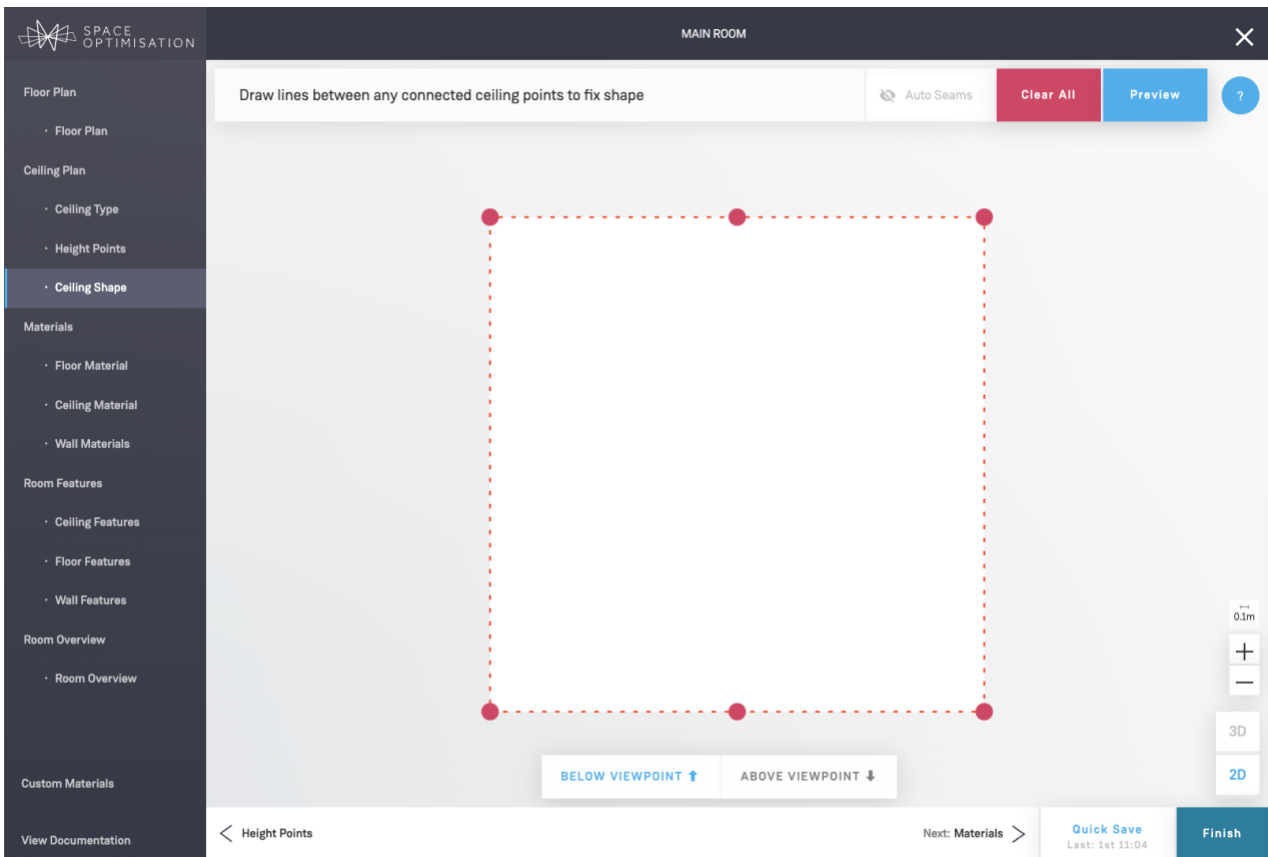 SPACE
OPTIMISATION
MAIN ROOM
Floor Plan
· Floor Plan
Ceiling Plan
· Ceiling Type
· Height Points
· Ceiling Shape
Materials
· Floor Material
· Ceiling Material
· Wall Materials
Room Features
· Ceiling Features
· Floor Features
· Wall Features
Room Overview
· Room Overview
Custom Materials
View Documentation
Draw lines between any connected ceiling points to fix shape
Auto Seams
Clear All
Preview
?
0.1m
3D
2D
BELOW VIEWPOINT
ABOVE VIEWPOINT
Height Points
Next: Materials
Quick Save
Last: 1st 11:04
Finish